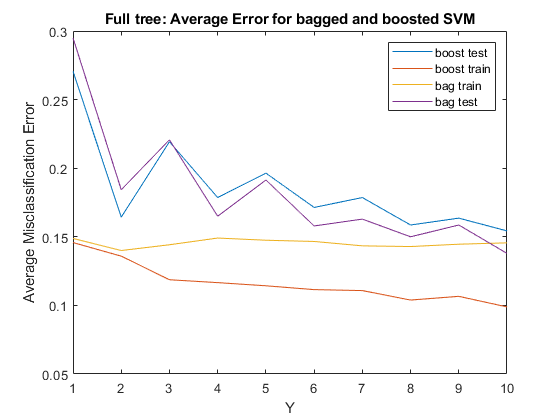 Full tree: Average Error for bagged and boosted SVM
0.3
0.25
0.2
0.15
0.1
0.05
Average Misclassification Error
boost test
boost train
bag train
bag test
1 2 3 4 5 6 7 8 9 10
Y